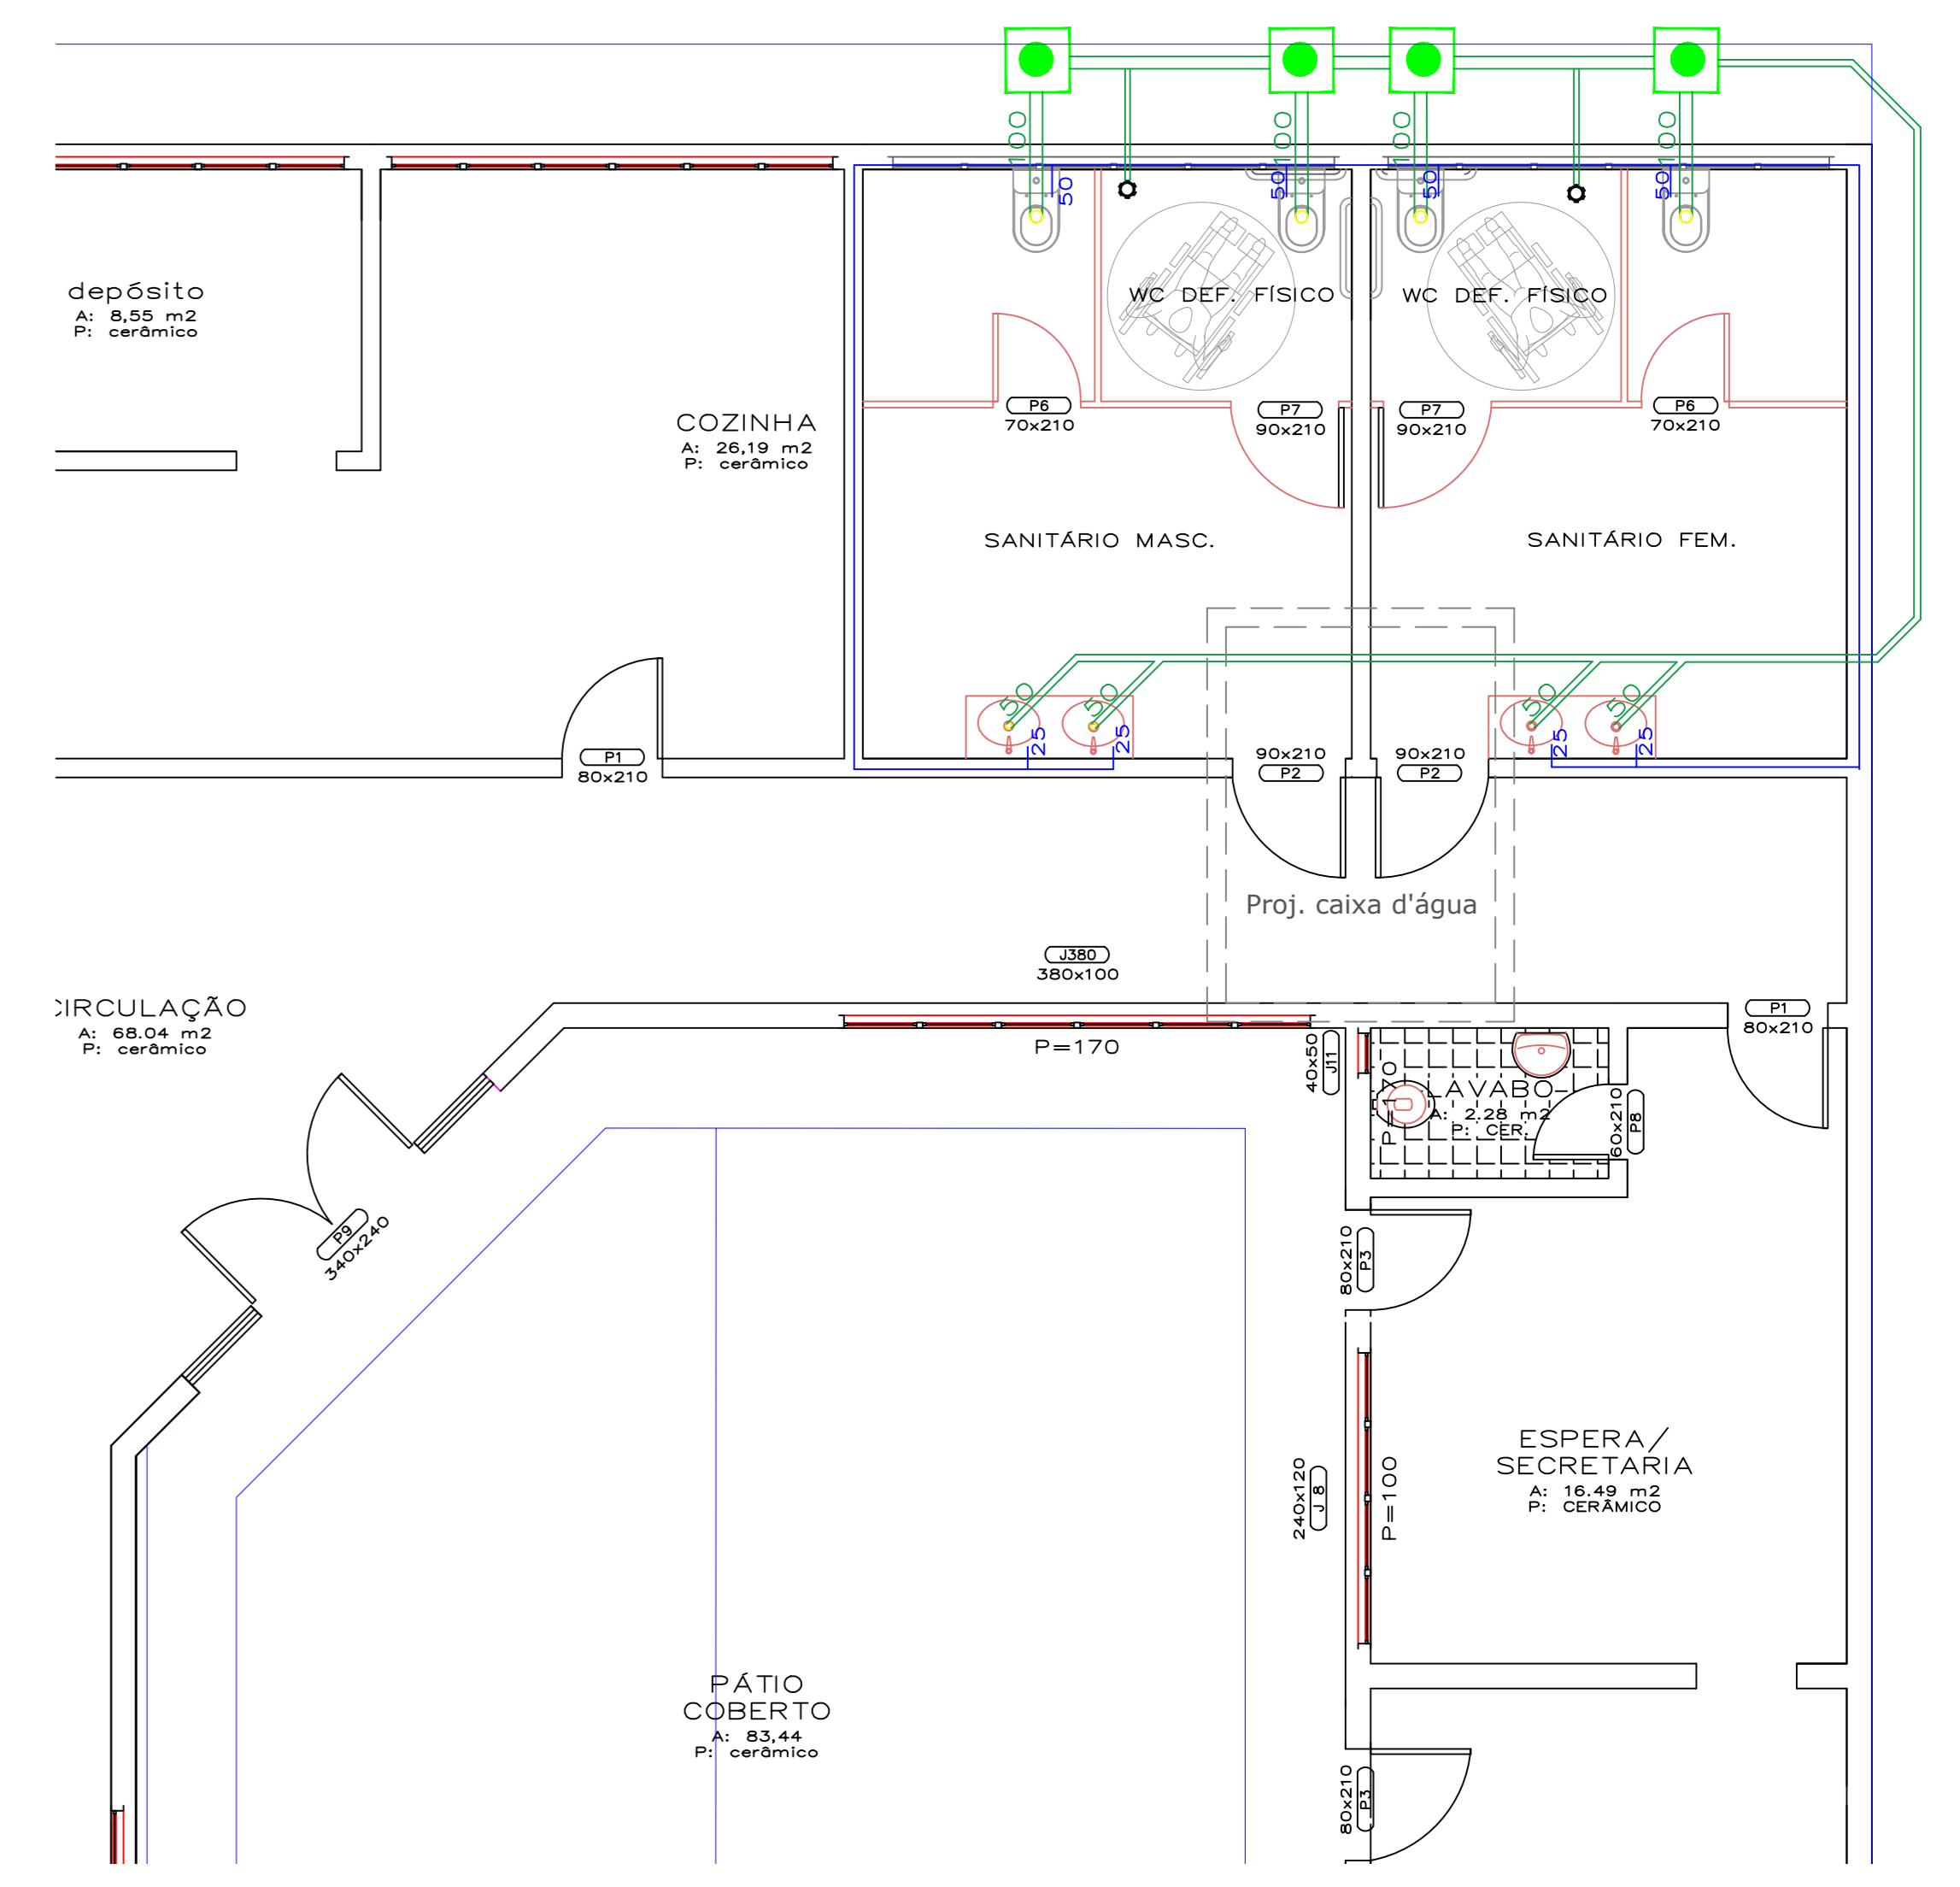 100
100
100
100
50
50
50
50
depósito
A: 8,55 m2
P: cerâmico
WC DEF. FÍSICO
WC DEF. FÍSICO
P6
70x210
P7
90x210
P7
90x210
P6
70x210
COZINHA
A: 26,19 m2
P: cerâmico
SANITÁRIO MASC.
SANITÁRIO FEM.
50
50
50
50
25
25
25
25
P1
80x210
90x210
P2
90x210
P2
Proj. caixa d'água
J380
380x100
CIRCULAÇÃO
A: 68.04 m2
P: cerâmico
P1
80x210
P=170
40x50
J11
P=170
LAVABO
A: 2.28 m2
P: CER.
60x210
P8
P9
340x240
80x210
P3
240x120
J 8
P=100
ESPERA/
SECRETARIA
A: 16.49 m2
P: CERÂMICO
PÁTIO
COBERTO
A: 83,44
P: cerâmico
80x210
P3